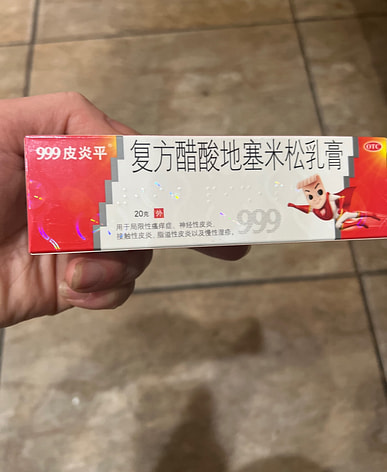 999皮炎平
复方醋酸地塞米松乳膏
OTC
20克 外
999
用于局限性瘙痒症、神经性皮炎、
接触性皮炎、脂溢性皮炎以及慢性湿疹。